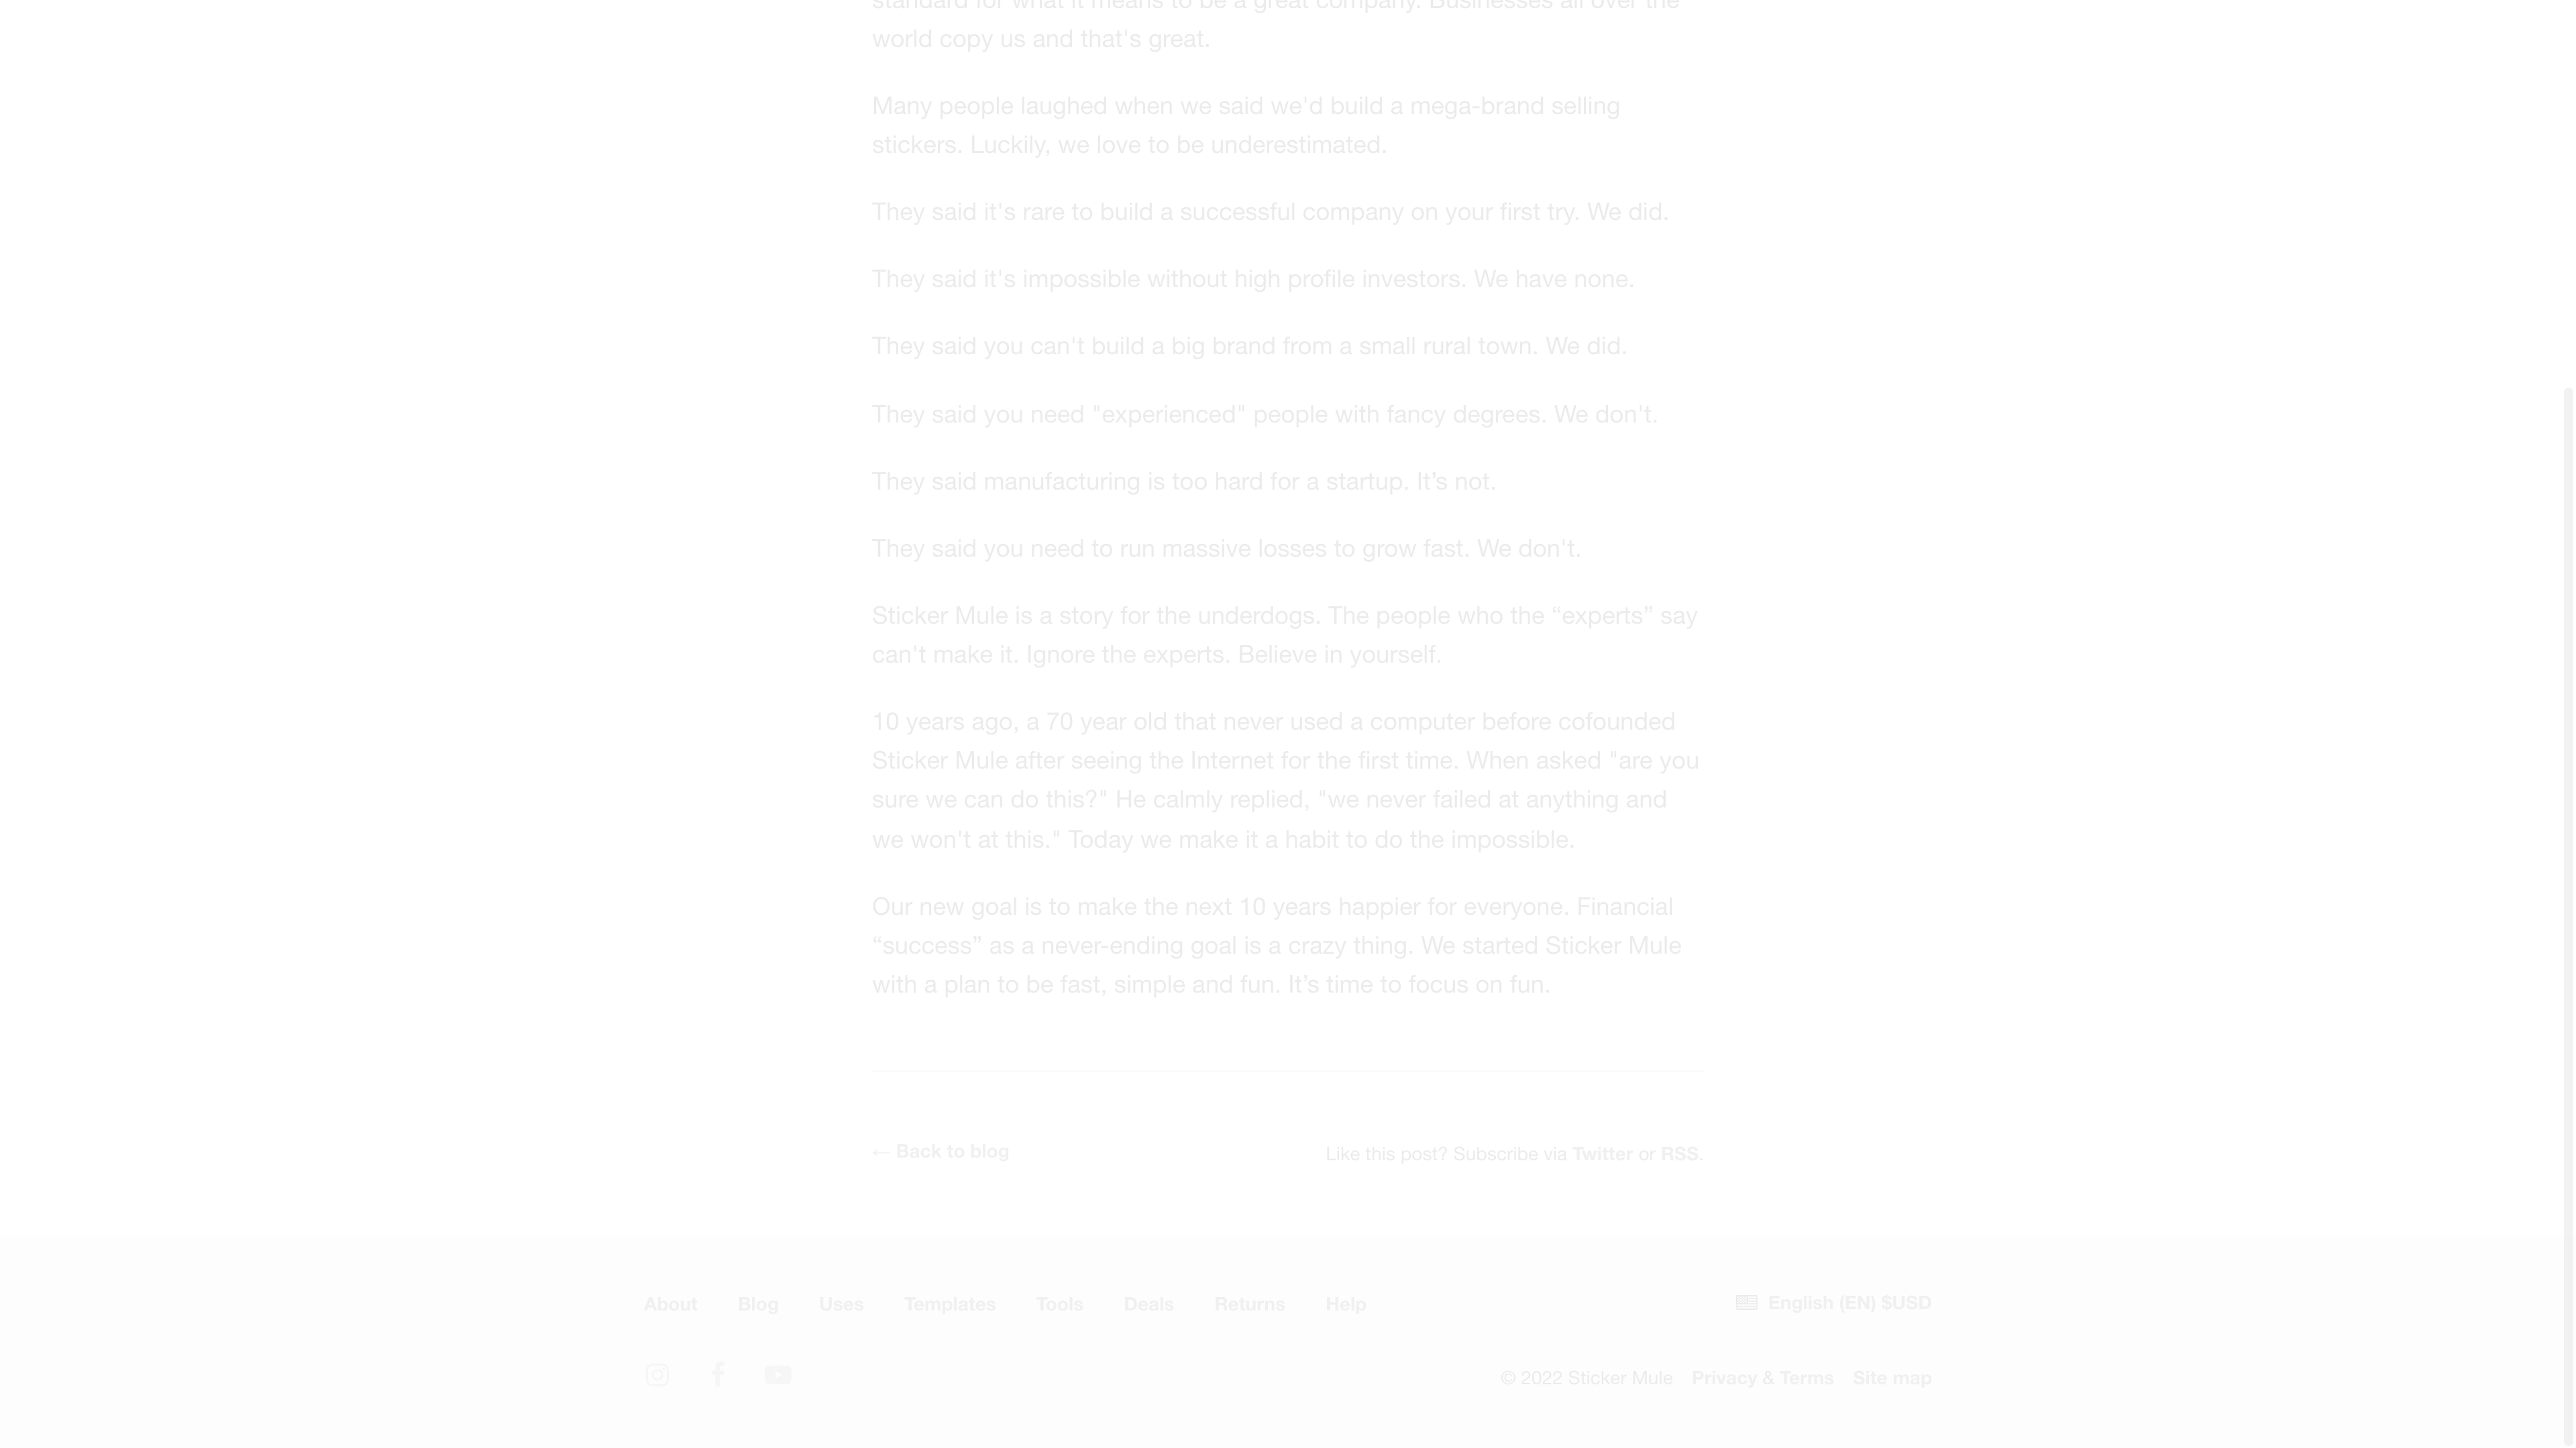 standard for what it means to be a great company. Businesses all over the
world copy us and that's great.
Many people laughed when we said we'd build a mega-brand selling
stickers. Luckily, we love to be underestimated.
They said it's rare to build a successful company on your first try. We did.
They said it's impossible without high profile investors. We have none.
They said you can't build a big brand from a small rural town. We did.
They said you need "experienced" people with fancy degrees. We don't.
They said manufacturing is too hard for a startup. It’s not.
They said you need to run massive losses to grow fast. We don't.
Sticker Mule is a story for the underdogs. The people who the “experts” say
can't make it. Ignore the experts. Believe in yourself.
10 years ago, a 70 year old that never used a computer before cofounded
Sticker Mule after seeing the Internet for the first time. When asked "are you
sure we can do this?" He calmly replied, "we never failed at anything and
we won't at this." Today we make it a habit to do the impossible.
Our new goal is to make the next 10 years happier for everyone. Financial
“success” as a never-ending goal is a crazy thing. We started Sticker Mule
with a plan to be fast, simple and fun. It’s time to focus on fun.
← Back to blog
Like this post? Subscribe via Twitter or RSS.
About Blog Uses Templates Tools Deals Returns Help
English (EN) $USD
© 2022 Sticker Mule Privacy & Terms Site map